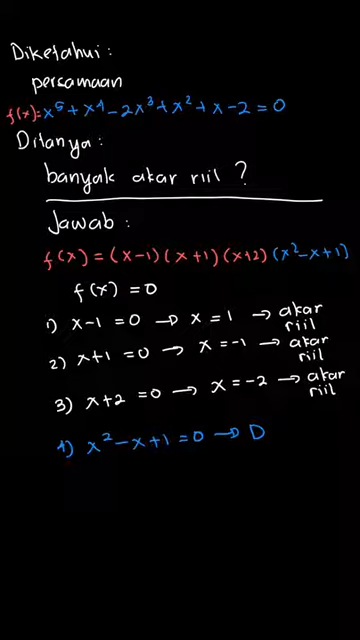 Diketahui:
persamaan
f(x)= x⁵ + x⁴ - 2x³ + x² + x - 2 = 0
Ditanya:
banyak akar riil ?
Jawab:
f(x) = (x-1) (x+1) (x+2) (x²-x+1)
f(x) = 0
1) x-1 = 0 → x = 1 → akar riil
2) x+1 = 0 → x = -1 → akar riil
3) x+2 = 0 → x = -2 → akar riil
4) x² - x + 1 = 0 → D